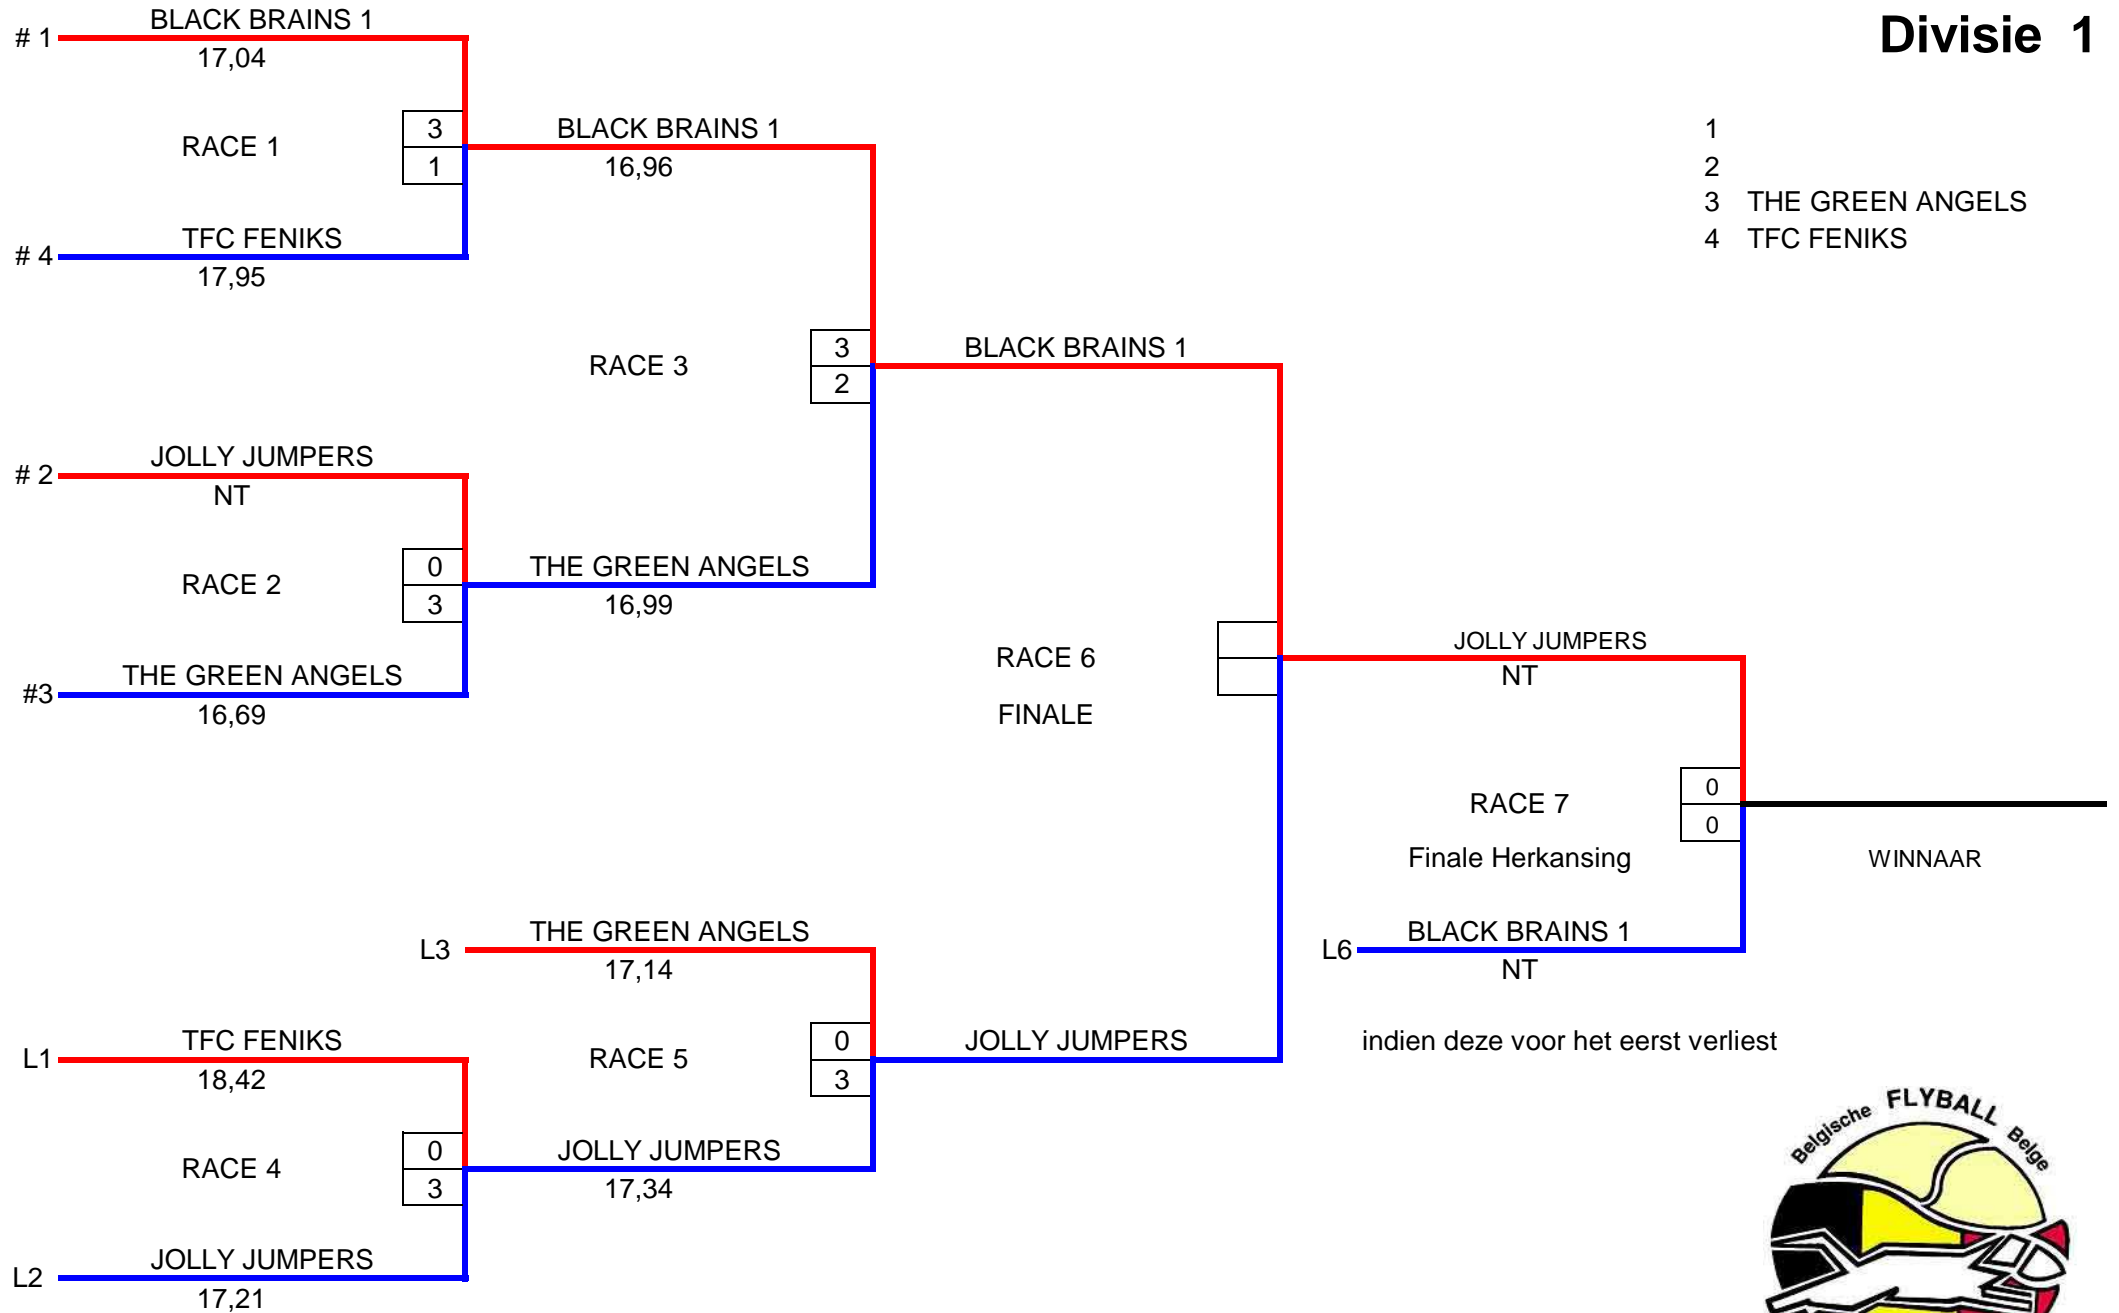 Divisie 1
# 1
BLACK BRAINS 1
17,04
RACE 1
3
1
# 4
TFC FENIKS
17,95
BLACK BRAINS 1
16,96
1
2
3 THE GREEN ANGELS
4 TFC FENIKS
RACE 3
3
2
BLACK BRAINS 1
# 2
JOLLY JUMPERS
NT
RACE 2
0
3
#3
THE GREEN ANGELS
16,69
THE GREEN ANGELS
16,99
RACE 6
FINALE
JOLLY JUMPERS
NT
RACE 7
0
0
Finale Herkansing
WINNAAR
L6
BLACK BRAINS 1
NT
indien deze voor het eerst verliest
L3
THE GREEN ANGELS
17,14
RACE 5
0
3
JOLLY JUMPERS
L1
TFC FENIKS
18,42
RACE 4
0
3
JOLLY JUMPERS
17,34
L2
JOLLY JUMPERS
17,21
Belgische FLYBALL Belge